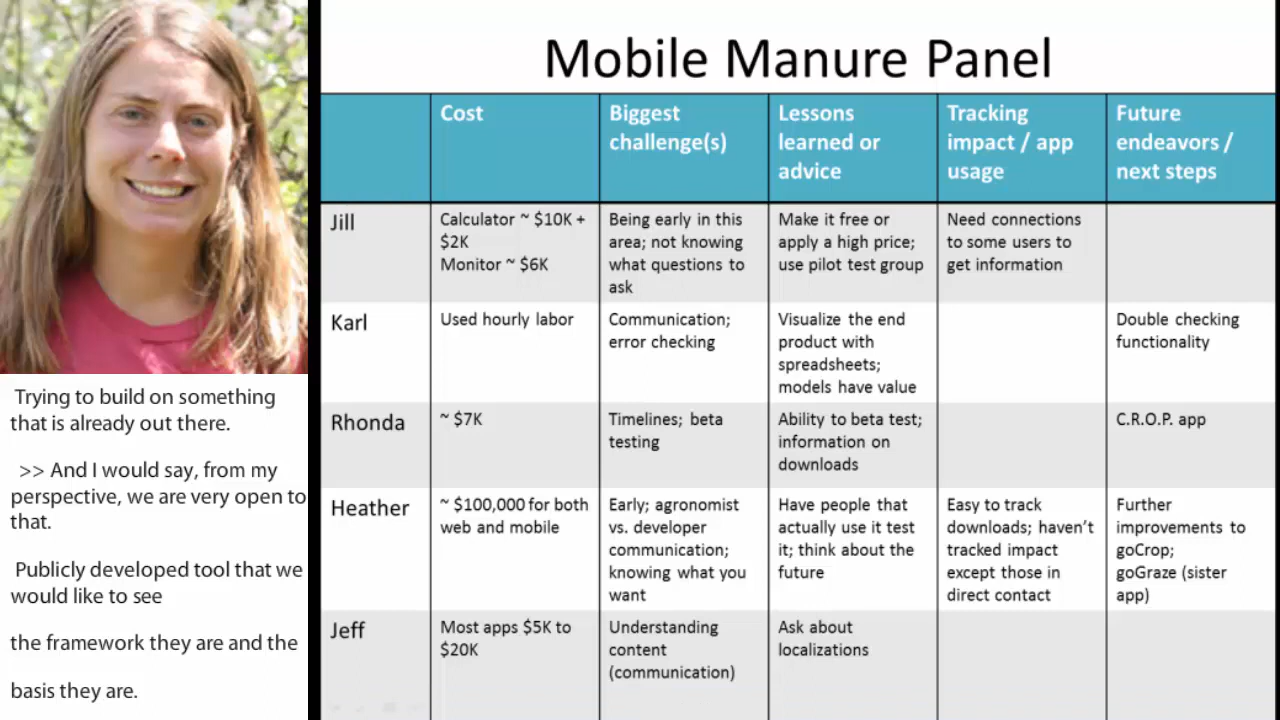 Mobile Manure Panel
Cost
Biggest
challenge(s)
Lessons
learned or
advice
Tracking
impact / app
usage
Future
endeavors /
next steps
Jill
Calculator ~ $10K +
$2K
Monitor ~ $6K
Being early in this
area; not knowing
what questions to
ask
Make it free or
apply a high price;
use pilot test group
Need connections
to some users to
get information
Karl
Used hourly labor
Communication;
error checking
Visualize the end
product with
spreadsheets;
models have value
Double checking
functionality
Rhonda
~ $7K
Timelines; beta
testing
Ability to beta test;
information on
downloads
C.R.O.P. app
Heather
~ $100,000 for both
web and mobile
Early; agronomist
vs. developer
communication;
knowing what you
want
Have people that
actually use it test
it; think about the
future
Easy to track
downloads; haven't
tracked impact
except those in
direct contact
Further
improvements to
goCrop;
goGraze (sister
app)
Jeff
Most apps $5K to
$20K
Understanding
content
(communication)
Ask about
localizations
Trying to build on something
that is already out there.
>> And I would say, from my
perspective, we are very open to
that.
Publicly developed tool that we
would like to see
the framework they are and the
basis they are.